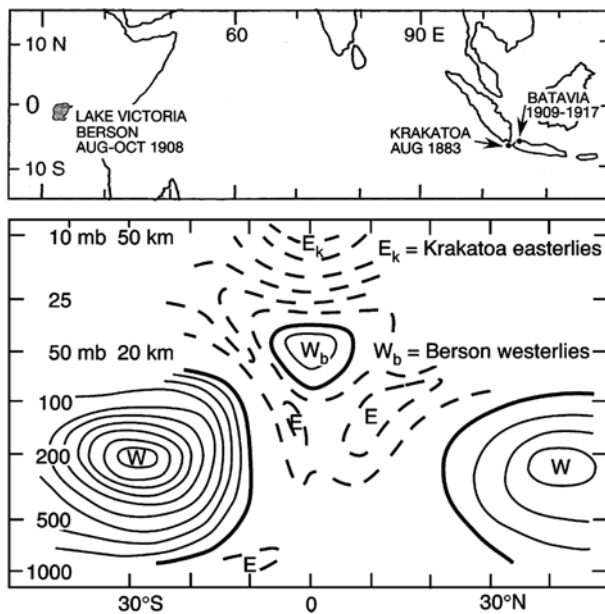 10 N
60
90 E
0
LAKE VICTORIA
BERSON
AUG-OCT 1908
BATAVIA
1909-1917
KRAKATOA
AUG 1883
10 S
10 mb 50 km
Ek
Ek = Krakatoa easterlies
25
50 mb 20 km
Wb
Wb = Berson westerlies
100
E
E
200
W
W
500
1000
E
30°S
0
30°N